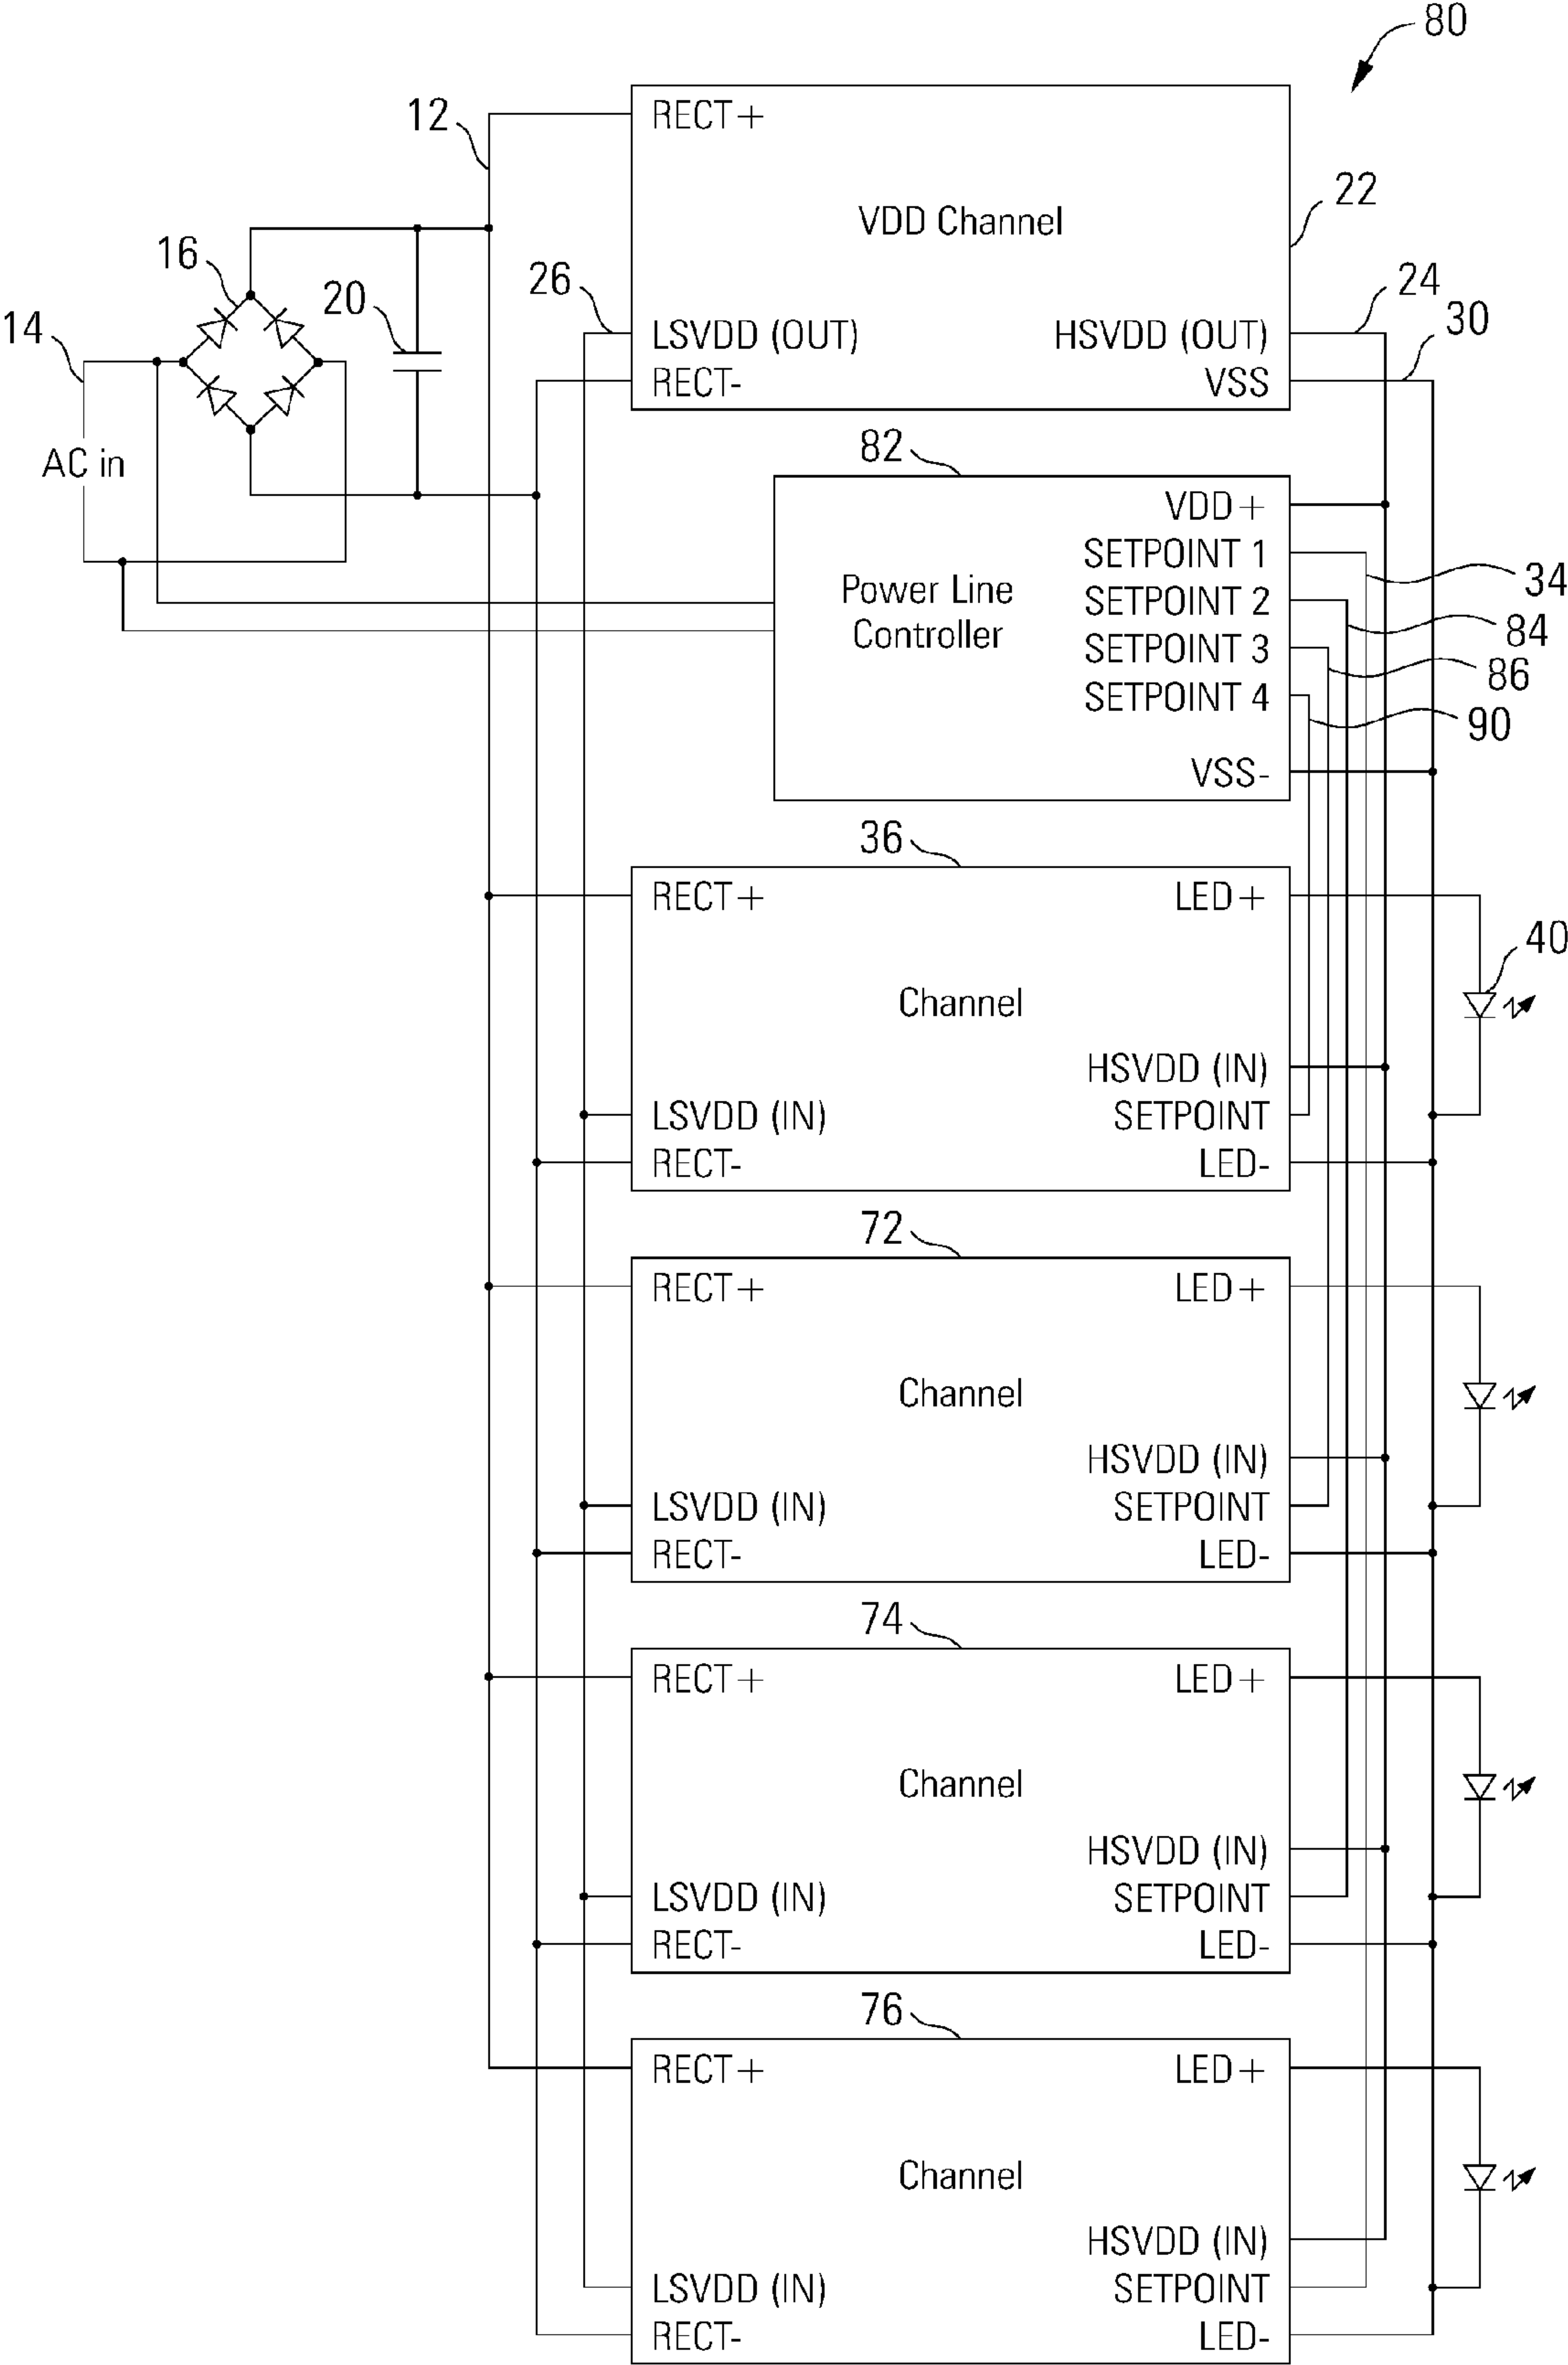 80
12
RECT+
VDD Channel
22
16
26
20
24
14
LSVDD (OUT)
HSVDD (OUT)
30
RECT-
VSS
AC in
82
VDD+
SETPOINT 1
34
Power Line
Controller
SETPOINT 2
84
SETPOINT 3
86
SETPOINT 4
90
VSS-
36
RECT+
LED+
40
Channel
HSVDD (IN)
LSVDD (IN)
SETPOINT
RECT-
LED-
72
RECT+
LED+
Channel
HSVDD (IN)
LSVDD (IN)
SETPOINT
RECT-
LED-
74
RECT+
LED+
Channel
HSVDD (IN)
LSVDD (IN)
SETPOINT
RECT-
LED-
76
RECT+
LED+
Channel
HSVDD (IN)
LSVDD (IN)
SETPOINT
RECT-
LED-